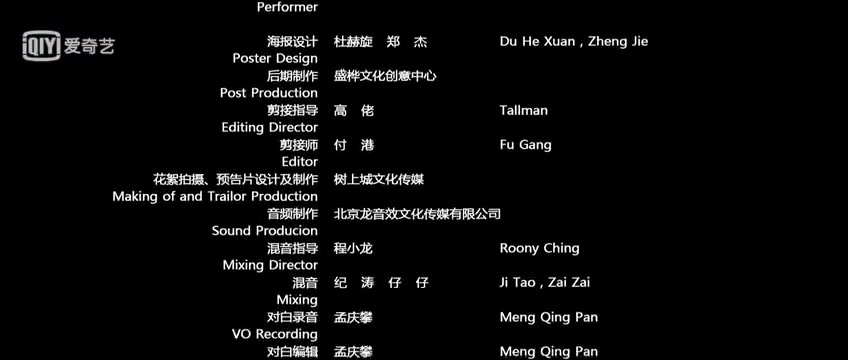 Performer
iQIYI 爱奇艺
海报设计 杜赫旋 郑 杰 Du He Xuan , Zheng Jie
Poster Design
后期制作 盛桦文化创意中心
Post Production
剪接指导 高 佬 Tallman
Editing Director
剪接师 付 港 Fu Gang
Editor
花絮拍摄、预告片设计及制作 树上城文化传媒
Making of and Trailor Production
音频制作 北京龙音效文化传媒有限公司
Sound Producion
混音指导 程小龙 Roony Ching
Mixing Director
混音 纪 涛 仔 仔 Ji Tao , Zai Zai
Mixing
对白录音 孟庆攀 Meng Qing Pan
VO Recording
对白编辑 孟庆攀 Meng Qing Pan